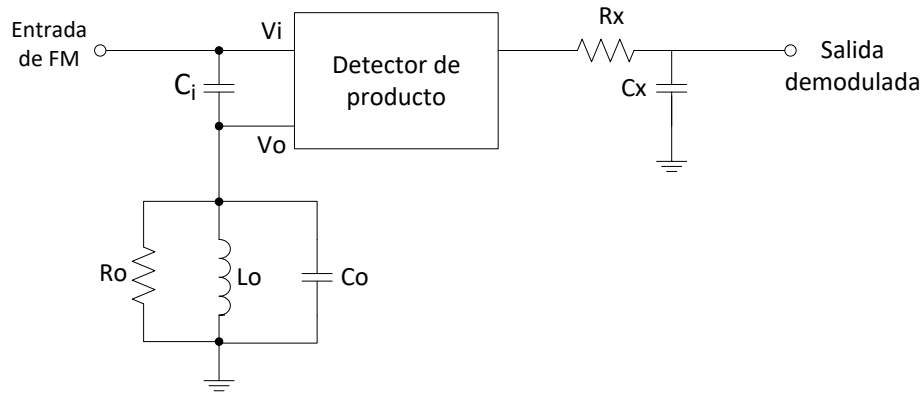 Entrada
de FM
Vi
Ci
Vo
Detector de
producto
Rx
Cx
Salida
demodulada
Ro
Lo
Co